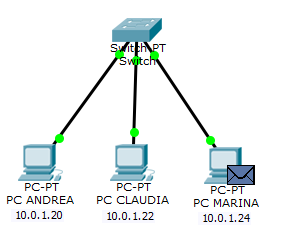 Switch-PT
Switch
PC-PT
PC ANDREA
10.0.1.20
PC-PT
PC CLAUDIA
10.0.1.22
PC-PT
PC MARINA
10.0.1.24